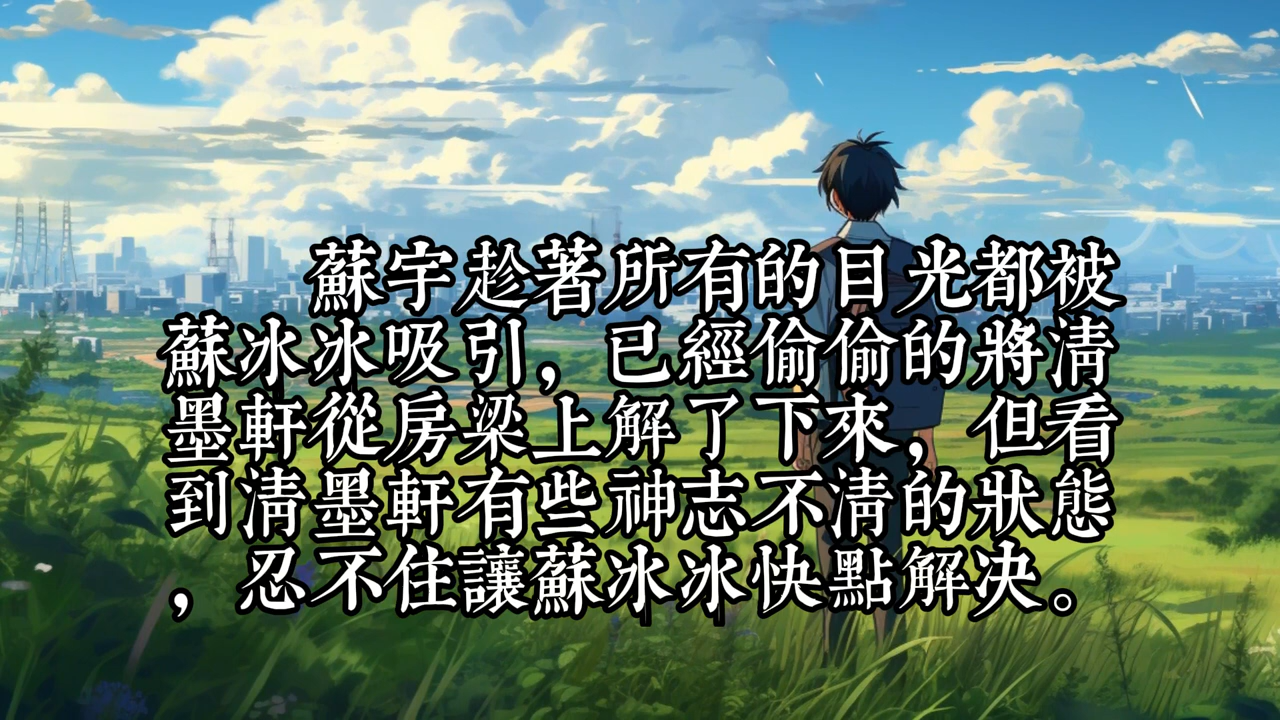 蘇宇趁著所有的目光都被
蘇冰冰吸引，已經偷偷的將清
墨軒從房梁上解了下來，但看
到清墨軒有些神志不清的狀態
，忍不住讓蘇冰冰快點解决。